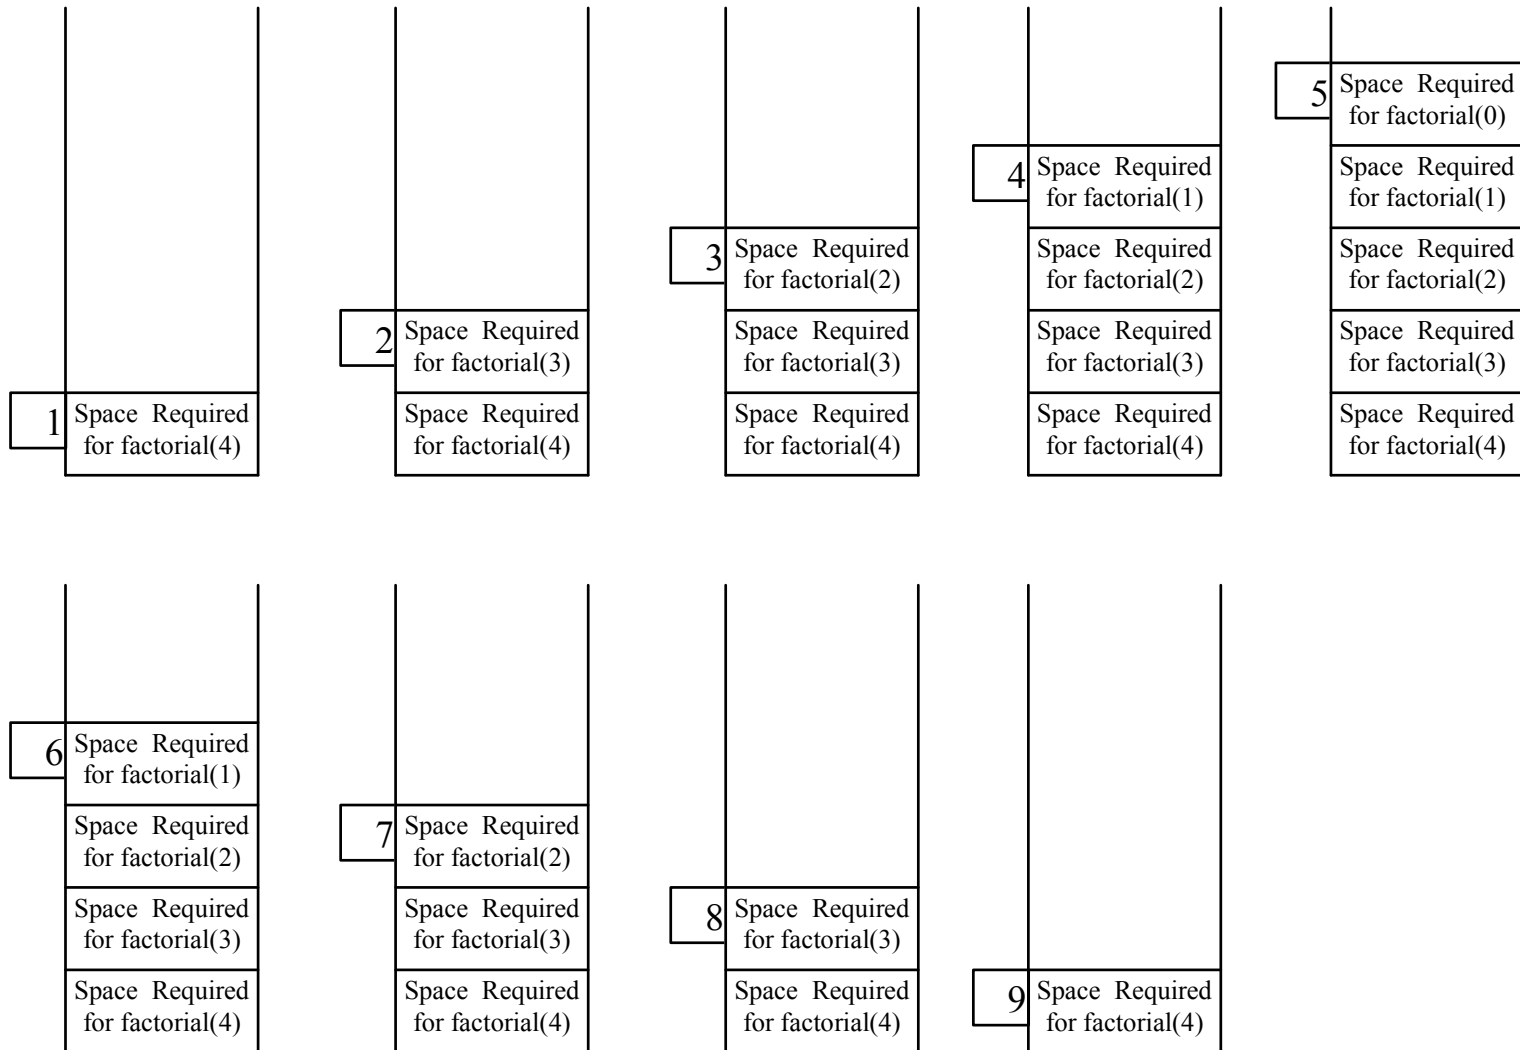 1
Space Required
for factorial(4)
2
Space Required
for factorial(3)
Space Required
for factorial(4)
3
Space Required
for factorial(2)
Space Required
for factorial(3)
Space Required
for factorial(4)
4
Space Required
for factorial(1)
Space Required
for factorial(2)
Space Required
for factorial(3)
Space Required
for factorial(4)
5
Space Required
for factorial(0)
Space Required
for factorial(1)
Space Required
for factorial(2)
Space Required
for factorial(3)
Space Required
for factorial(4)
6
Space Required
for factorial(1)
Space Required
for factorial(2)
Space Required
for factorial(3)
Space Required
for factorial(4)
7
Space Required
for factorial(2)
Space Required
for factorial(3)
Space Required
for factorial(4)
8
Space Required
for factorial(3)
Space Required
for factorial(4)
9
Space Required
for factorial(4)